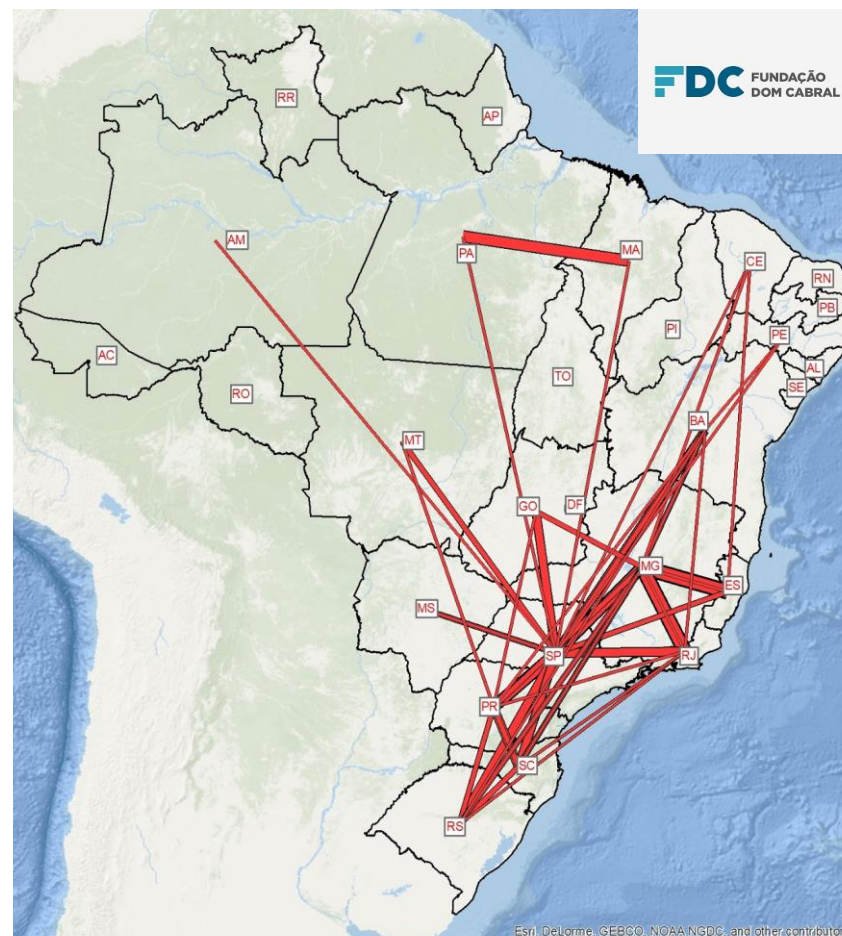 FDC FUNDAÇÃO
DOM CABRAL
RR
AP
AM
PA
MA
CE
RN
PB
PI
PE
AL
SE
AC
RO
TO
BA
MT
GO
DF
MG
ES
MS
SP
RJ
PR
SC
RS
Esri, DeLorme, GEBCO, NOAA NGDC, and other contributor